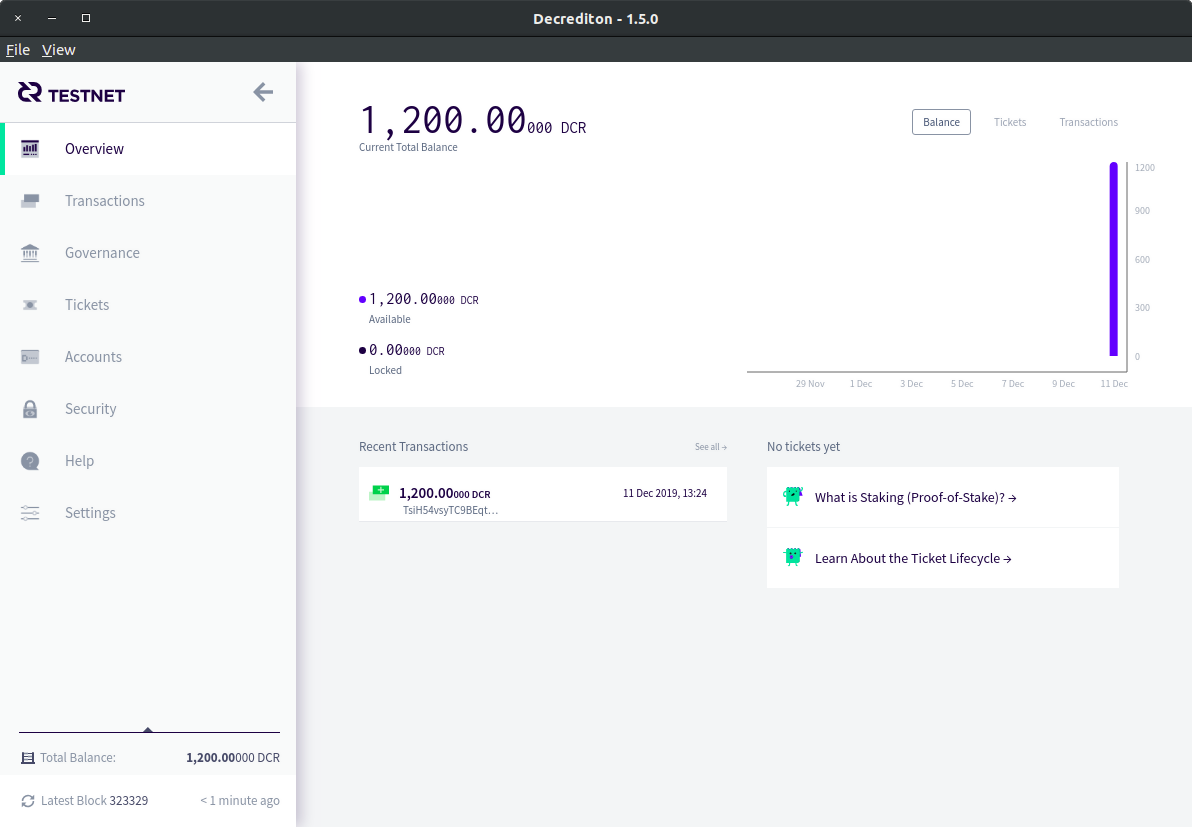 Decrediton - 1.5.0
File View
TESTNET
Overview
Transactions
Governance
Tickets
Accounts
Security
Help
Settings
Total Balance: 1,200.00000 DCR
Latest Block 323329 < 1 minute ago
1,200.00000 DCR
Current Total Balance
Balance Tickets Transactions
1,200.00000 DCR
Available
0.00000 DCR
Locked
1200
900
600
300
0
29 Nov 1 Dec 3 Dec 5 Dec 7 Dec 9 Dec 11 Dec
Recent Transactions See all →
1,200.00000 DCR 11 Dec 2019, 13:24
TsiH54vsyTC9BEqt...
No tickets yet
What is Staking (Proof-of-Stake)? →
Learn About the Ticket Lifecycle →